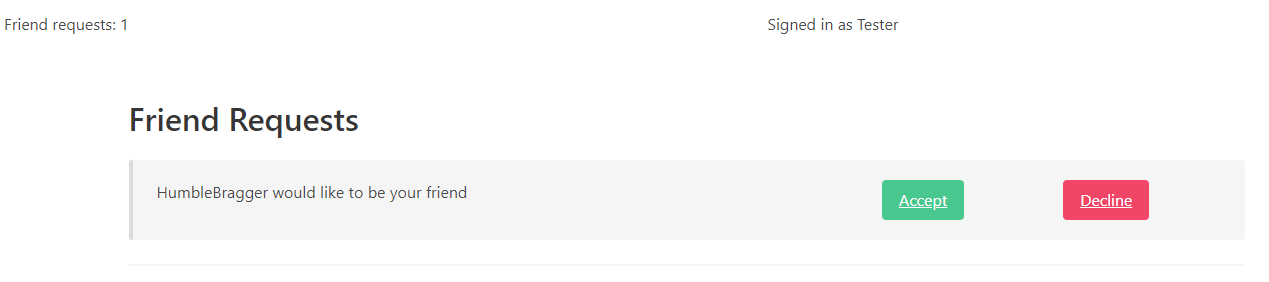 Friend requests: 1 Signed in as Tester
Friend Requests
HumbleBragger would like to be your friend Accept Decline